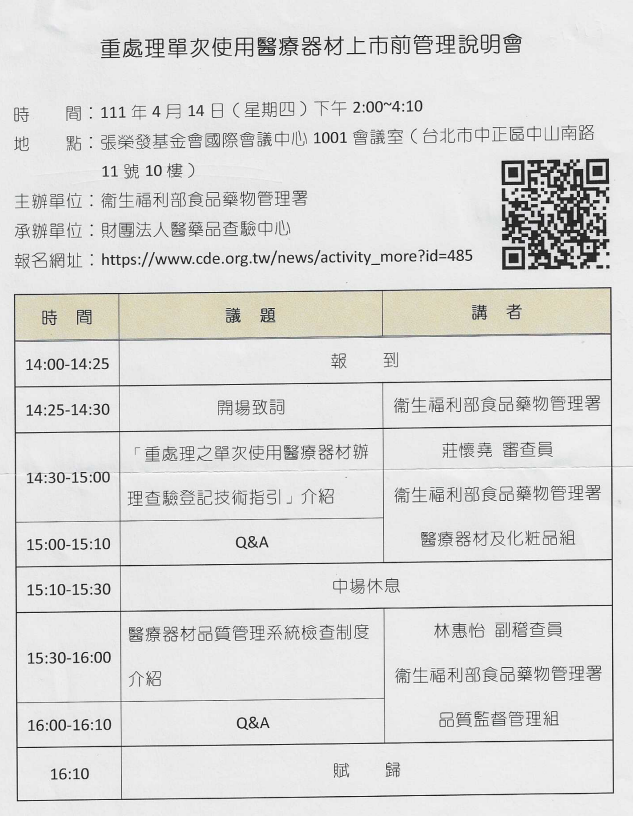 重處理單次使用醫療器材上市前管理說明會
時 間：111 年 4 月 14 日（星期四）下午 2:00~4:10
地 點：張榮發基金會國際會議中心 1001 會議室（台北市中正區中山南路
11 號 10 樓）
主辦單位：衞生福利部食品藥物管理署
承辦單位：財團法人醫藥品查驗中心
報名網址：https://www.cde.org.tw/news/activity_more?id=485
時 間 議 題 講 者
14:00-14:25 報 到
14:25-14:30 開場致詞 衞生福利部食品藥物管理署
「重處理之單次使用醫療器材辦 莊懷堯 審查員
14:30-15:00
理查驗登記技術指引」介紹 衞生福利部食品藥物管理署
15:00-15:10 Q&A 醫療器材及化粧品組
15:10-15:30 中場休息
醫療器材品質管理系統檢查制度 林惠怡 副稽查員
15:30-16:00
介紹 衞生福利部食品藥物管理署
16:00-16:10 Q&A 品質監督管理組
16:10 賦 歸